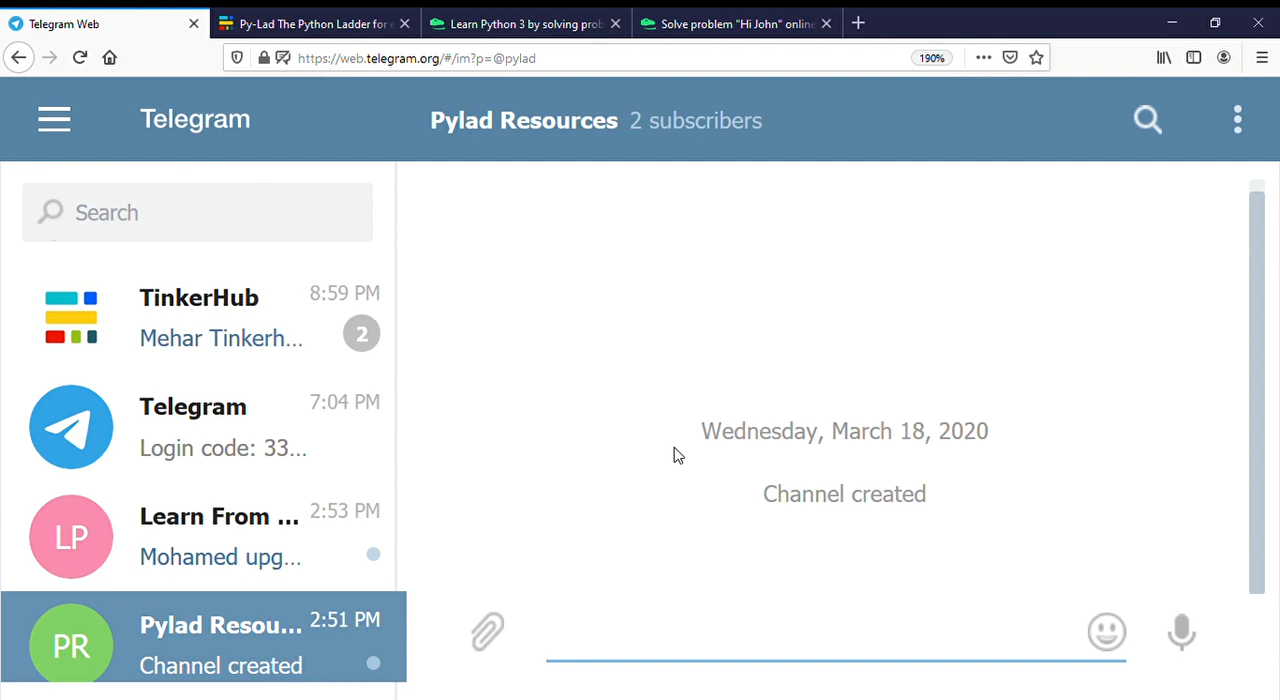 Telegram Web
Py-Lad The Python Ladder for
Learn Python 3 by solving prob
Solve problem "Hi John" online
https://web.telegram.org/#/im?p=@pylad
190%
Telegram
Pylad Resources 2 subscribers
Search
TinkerHub 8:59 PM
Mehar Tinkerh... 2
Telegram 7:04 PM
Login code: 33...
LP
Learn From ... 2:53 PM
Mohamed upg...
PR
Pylad Resou... 2:51 PM
Channel created
Wednesday, March 18, 2020
Channel created